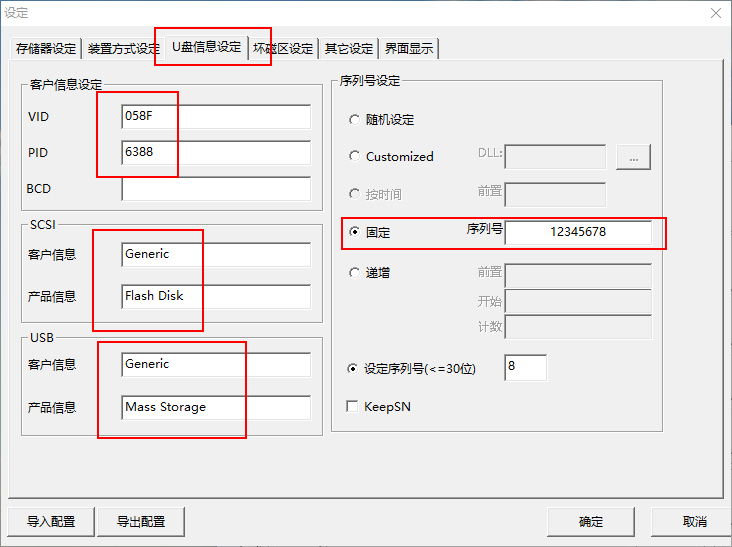 设定
存储器设定 装置方式设定 U盘信息设定 坏磁区设定 其它设定 界面显示
客户信息设定
VID 058F
PID 6388
BCD
SCSI
客户信息 Generic
产品信息 Flash Disk
USB
客户信息 Generic
产品信息 Mass Storage
序列号设定
随机设定
Customized DLL: ...
按时间 前置
固定 序列号 12345678
递增 前置
开始
计数
设定序列号(<=30位) 8
KeepSN
导入配置 导出配置 确定 取消